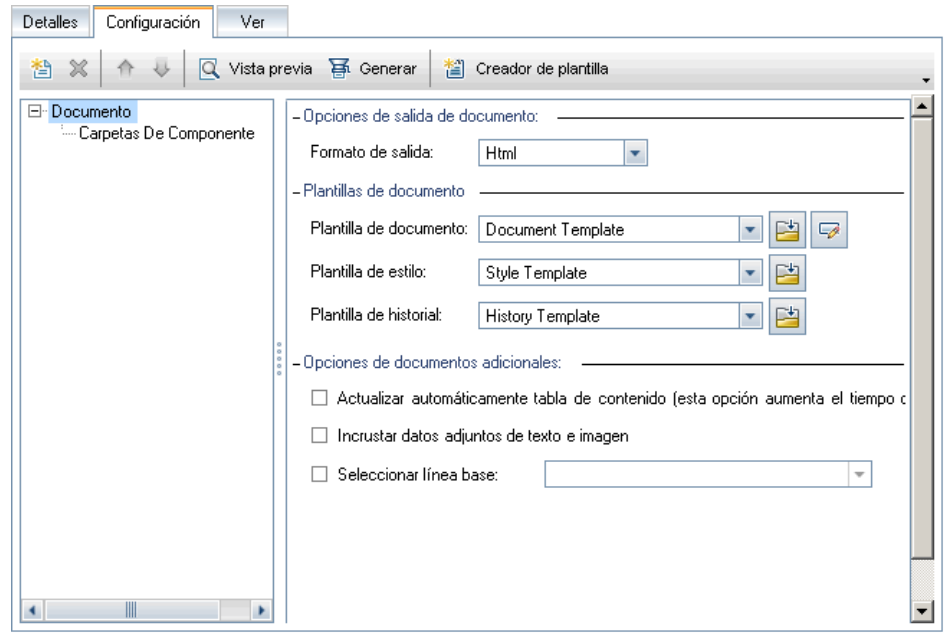 Detalles Configuración Ver
Vista previa Generar Creador de plantilla
Documento
Carpetas De Componente
Opciones de salida de documento:
Formato de salida: Html
Plantillas de documento
Plantilla de documento: Document Template
Plantilla de estilo: Style Template
Plantilla de historial: History Template
Opciones de documentos adicionales:
Actualizar automáticamente tabla de contenido (esta opción aumenta el tiempo
Incrustar datos adjuntos de texto e imagen
Seleccionar línea base: